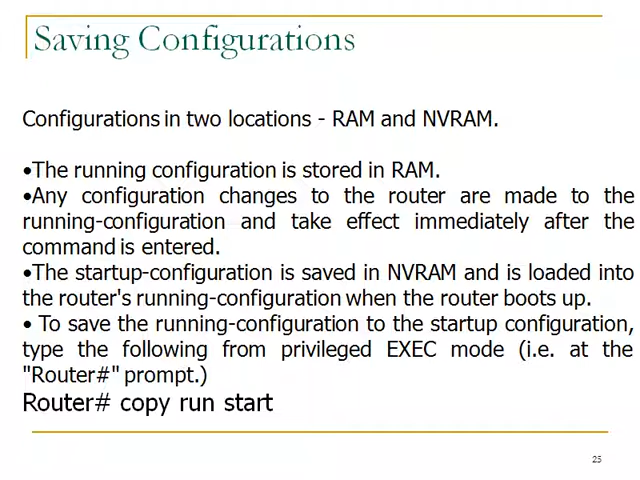 Saving Configurations
Configurations in two locations - RAM and NVRAM.
•The running configuration is stored in RAM.
•Any configuration changes to the router are made to the
running-configuration and take effect immediately after the
command is entered.
•The startup-configuration is saved in NVRAM and is loaded into
the router's running-configuration when the router boots up.
• To save the running-configuration to the startup configuration,
type the following from privileged EXEC mode (i.e. at the
"Router#" prompt.)
Router# copy run start
25